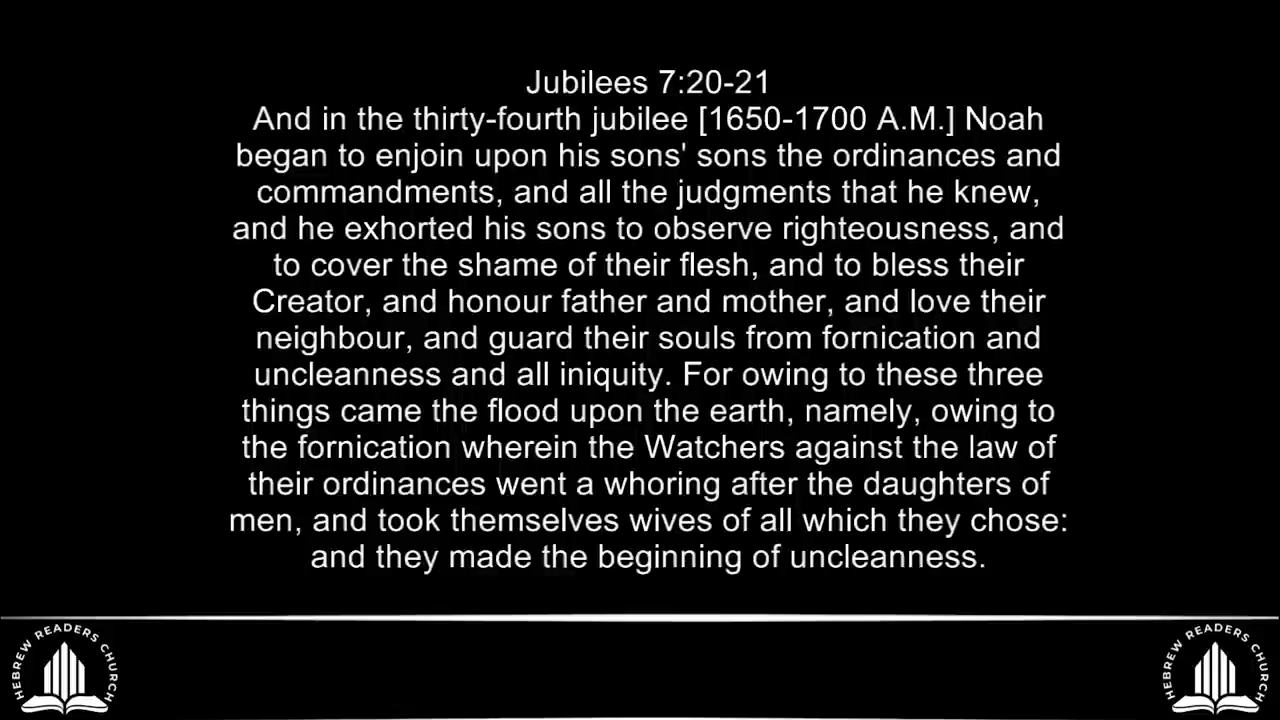 Jubilees 7:20-21
And in the thirty-fourth jubilee [1650-1700 A.M.] Noah
began to enjoin upon his sons' sons the ordinances and
commandments, and all the judgments that he knew,
and he exhorted his sons to observe righteousness, and
to cover the shame of their flesh, and to bless their
Creator, and honour father and mother, and love their
neighbour, and guard their souls from fornication and
uncleanness and all iniquity. For owing to these three
things came the flood upon the earth, namely, owing to
the fornication wherein the Watchers against the law of
their ordinances went a whoring after the daughters of
men, and took themselves wives of all which they chose:
and they made the beginning of uncleanness.
HEBREW READERS CHURCH
HEBREW READERS CHURCH